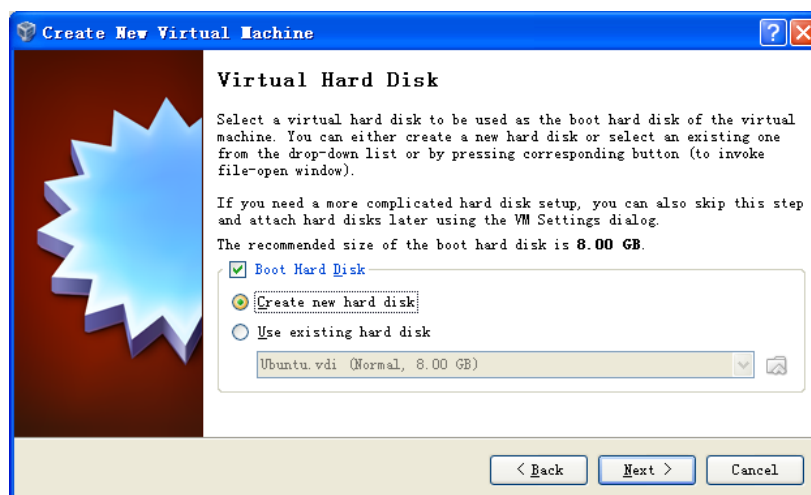 Create New Virtual Machine
Virtual Hard Disk
Select a virtual hard disk to be used as the boot hard disk of the virtual
machine. You can either create a new hard disk or select an existing one
from the drop-down list or by pressing corresponding button (to invoke
file-open window).
If you need a more complicated hard disk setup, you can also skip this step
and attach hard disks later using the VM Settings dialog.
The recommended size of the boot hard disk is 8.00 GB.
Boot Hard Disk
Create new hard disk
Use existing hard disk
Ubuntu.vdi (Normal, 8.00 GB)
< Back
Next >
Cancel